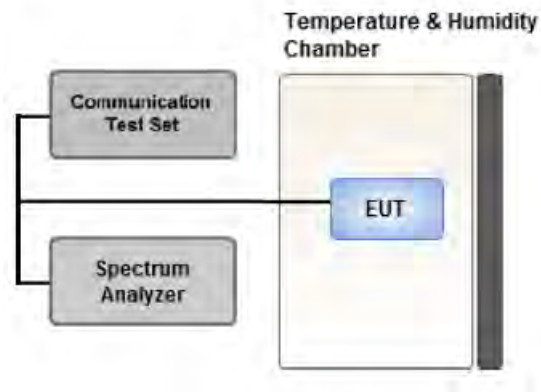 Temperature & Humidity
Chamber
Communication
Test Set
EUT
Spectrum
Analyzer